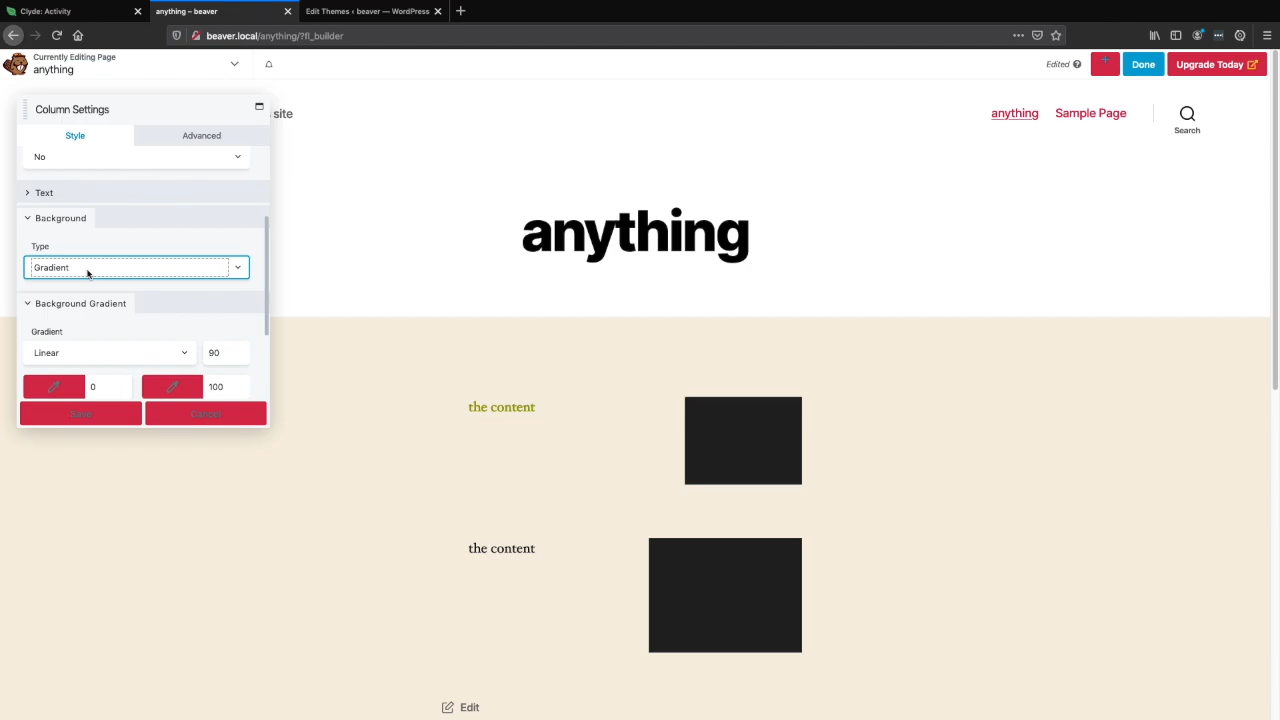 Clyde: Activity
anything – beaver
Edit Themes ‹ beaver — WordPress
beaver.local/anything/?fl_builder
Currently Editing Page
anything
Edited
Done
Upgrade Today
Column Settings
site
anything
Sample Page
Search
Style
Advanced
No
Text
Background
Type
Gradient
Background Gradient
Gradient
Linear
90
0
100
Save
Cancel
anything
the content
the content
Edit